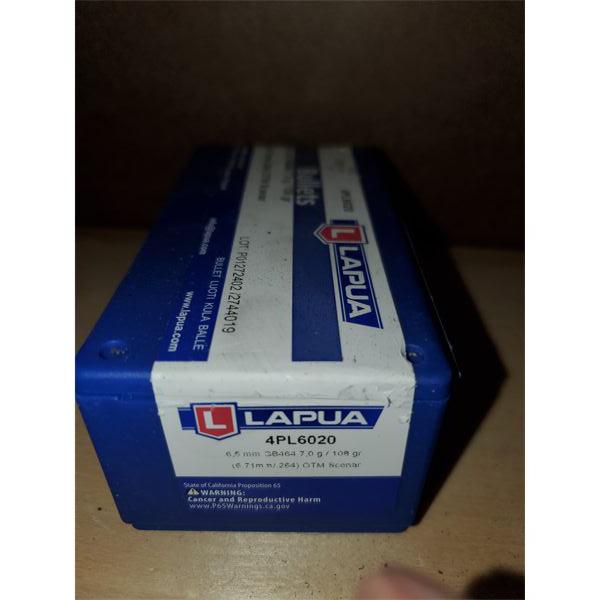 Bullets
4PL6020
LAPUA
LOT: P01272402 /2744019
BULLET LUOTI KULA BALLE
www.lapua.com
LAPUA
4PL6020
6,5 mm GB464 7,0 g / 108 gr
(6.71mm/.264) OTM Scenar
State of California Proposition 65
WARNING:
Cancer and Reproductive Harm
www.P65Warnings.ca.gov